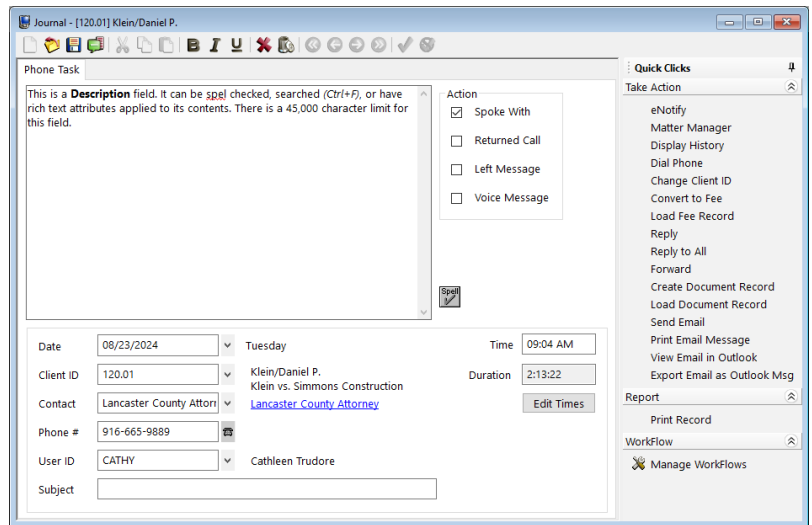 Journal - [120.01] Klein/Daniel P.
B I U
Phone Task
This is a Description field. It can be spel checked, searched (Ctrl+F), or have
rich text attributes applied to its contents. There is a 45,000 character limit for
this field.
Action
Spoke With
Returned Call
Left Message
Voice Message
Spell
Date 08/23/2024 Tuesday Time 09:04 AM
Client ID 120.01 Klein/Daniel P. Duration 2:13:22
Klein vs. Simmons Construction
Contact Lancaster County Attorr Lancaster County Attorney Edit Times
Phone # 916-665-9889
User ID CATHY Cathleen Trudore
Subject
Quick Clicks
Take Action
eNotify
Matter Manager
Display History
Dial Phone
Change Client ID
Convert to Fee
Load Fee Record
Reply
Reply to All
Forward
Create Document Record
Load Document Record
Send Email
Print Email Message
View Email in Outlook
Export Email as Outlook Msg
Report
Print Record
WorkFlow
Manage WorkFlows